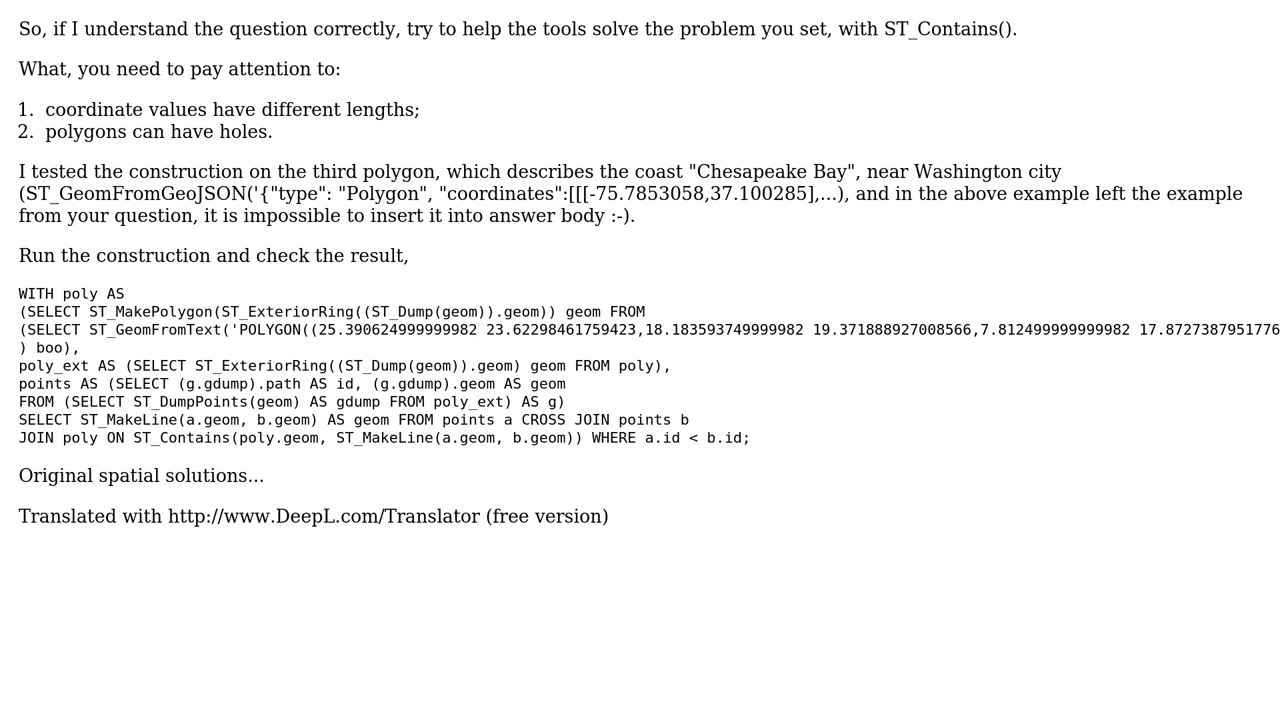 So, if I understand the question correctly, try to help the tools solve the problem you set, with ST_Contains().
What, you need to pay attention to:
1. coordinate values have different lengths;
2. polygons can have holes.
I tested the construction on the third polygon, which describes the coast "Chesapeake Bay", near Washington city
(ST_GeomFromGeoJSON('{"type": "Polygon", "coordinates":[[[-75.7853058,37.100285],...), and in the above example left the example
from your question, it is impossible to insert it into answer body :-).
Run the construction and check the result,
WITH poly AS
(SELECT ST_MakePolygon(ST_ExteriorRing((ST_Dump(geom)).geom)) geom FROM
(SELECT ST_GeomFromText('POLYGON((25.390624999999982 23.62298461759423,18.183593749999982 19.371888927008566,7.812499999999982 17.8727387951776
) boo),
poly_ext AS (SELECT ST_ExteriorRing((ST_Dump(geom)).geom) geom FROM poly),
points AS (SELECT (g.gdump).path AS id, (g.gdump).geom AS geom
FROM (SELECT ST_DumpPoints(geom) AS gdump FROM poly_ext) AS g)
SELECT ST_MakeLine(a.geom, b.geom) AS geom FROM points a CROSS JOIN points b
JOIN poly ON ST_Contains(poly.geom, ST_MakeLine(a.geom, b.geom)) WHERE a.id < b.id;
Original spatial solutions...
Translated with http://www.DeepL.com/Translator (free version)